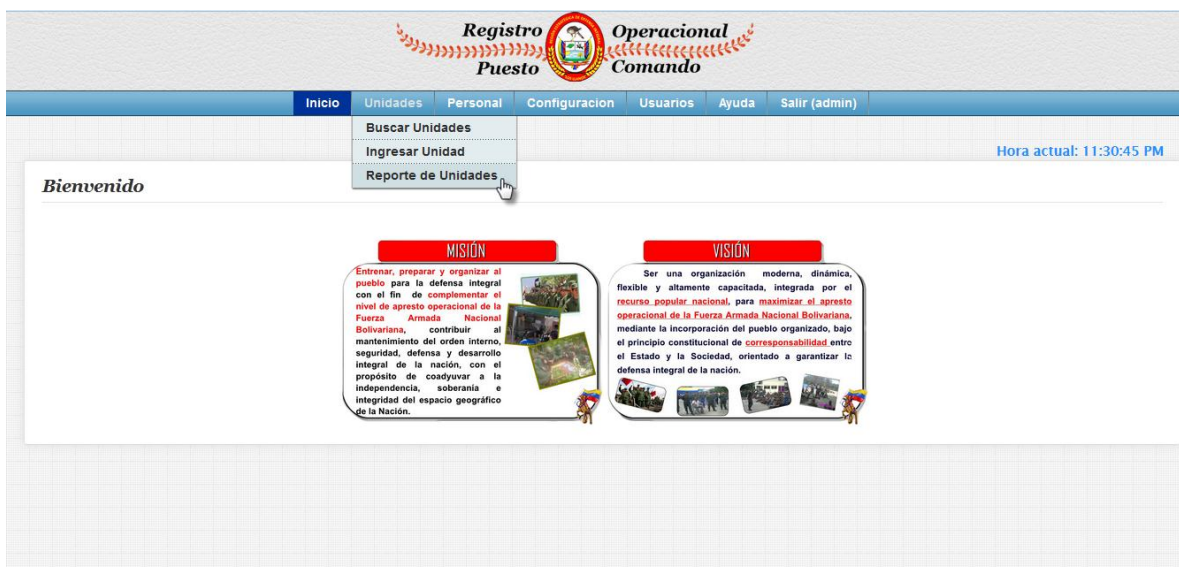 Registro Operacional
Puesto Comando
Inicio Unidades Personal Configuracion Usuarios Ayuda Salir (admin)
Buscar Unidades
Ingresar Unidad
Reporte de Unidades
Hora actual: 11:30:45 PM
Bienvenido
MISIÓN
Entrenar, preparar y organizar al
pueblo para la defensa integral
con el fin de complementar el
nivel de apresto operacional de la
Fuerza Armada Nacional
Bolivariana, contribuir al
mantenimiento del orden interno,
seguridad, defensa y desarrollo
integral de la nación, con el
propósito de coadyuvar a la
independencia, soberanía e
integridad del espacio geográfico
de la Nación.
VISIÓN
Ser una organización moderna, dinámica,
flexible y altamente capacitada, integrada por el
recurso popular nacional, para maximizar el apresto
operacional de la Fuerza Armada Nacional Bolivariana,
mediante la incorporación del pueblo organizado, bajo
el principio constitucional de corresponsabilidad entre
el Estado y la Sociedad, orientado a garantizar la
defensa integral de la nación.